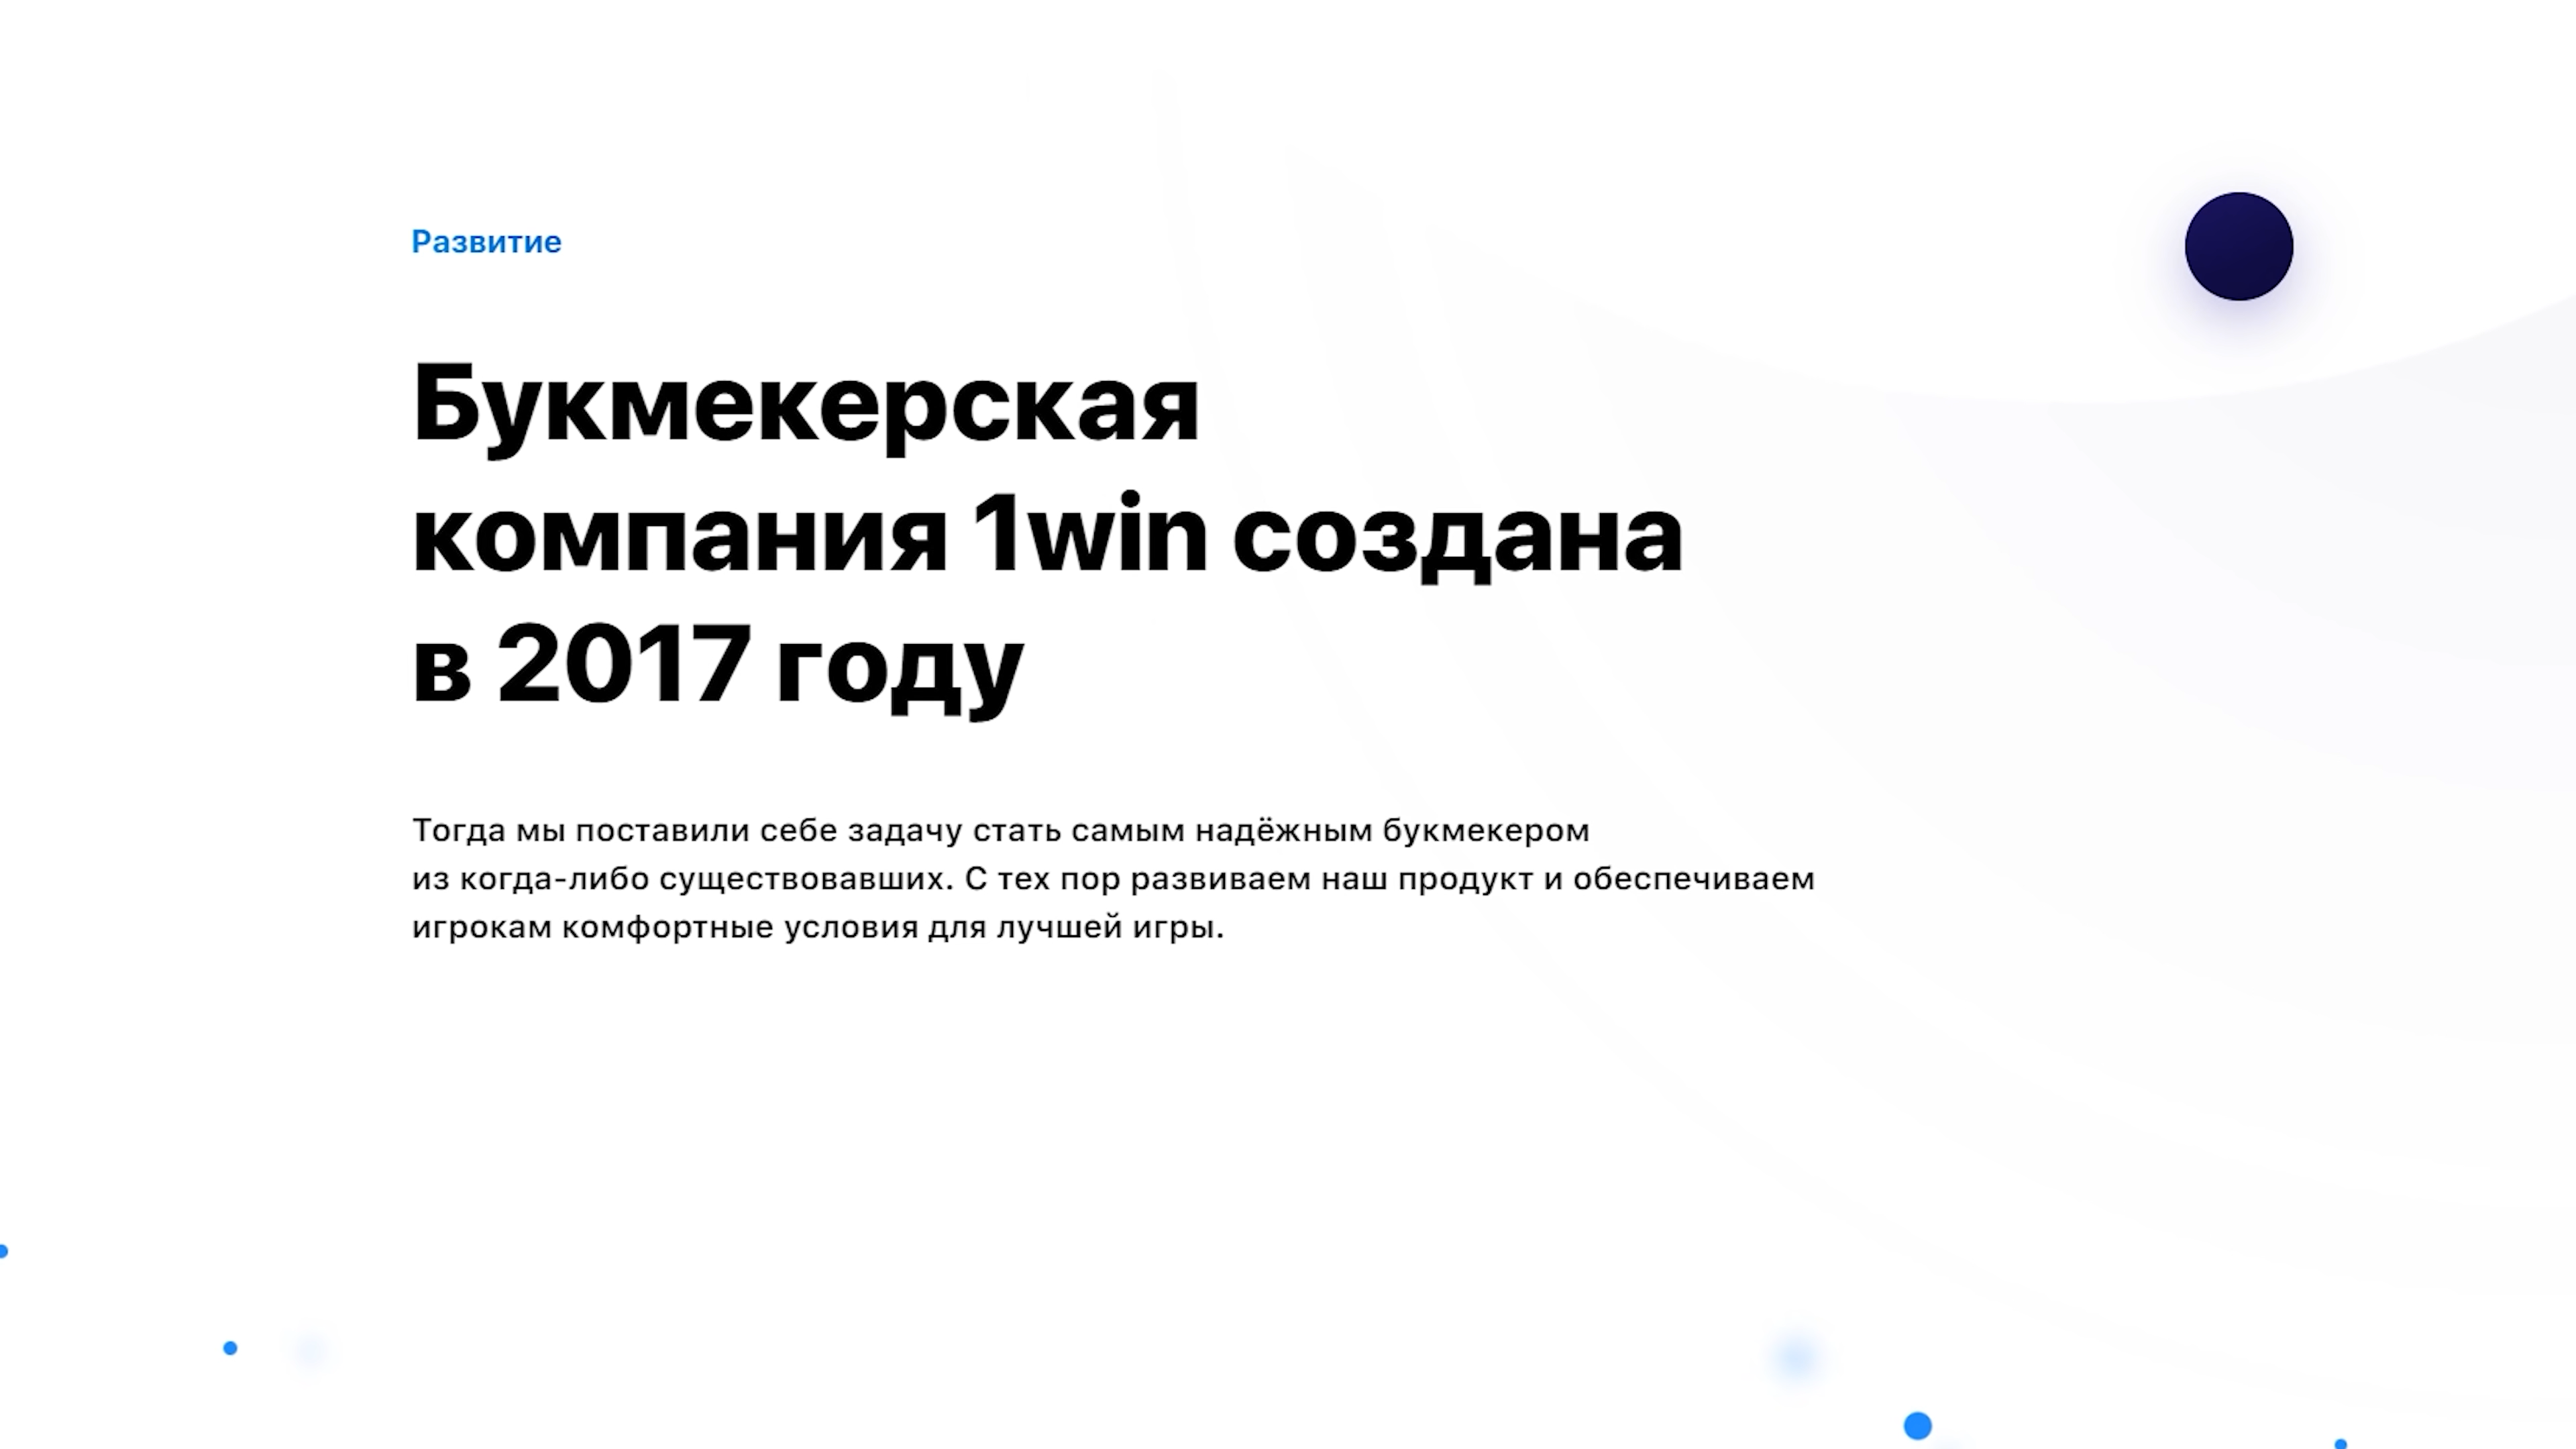 Развитие
Букмекерская
компания 1win создана
в 2017 году
Тогда мы поставили себе задачу стать самым надёжным букмекером
из когда-либо существовавших. С тех пор развиваем наш продукт и обеспечиваем
игрокам комфортные условия для лучшей игры.